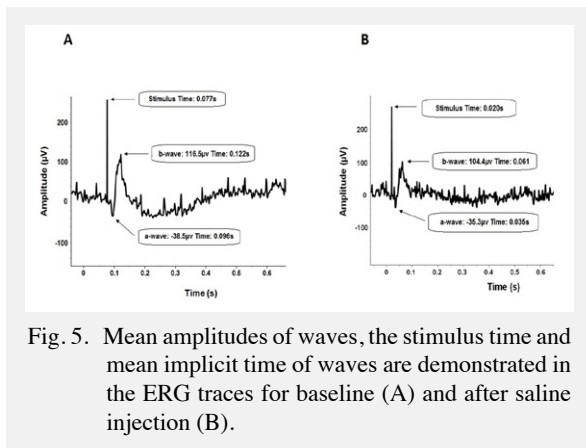 A
Stimulus Time: 0.077s
b-wave: 116.5µv Time: 0.122s
a-wave: -38.5µv Time: 0.096s
Amplitude (µV)
200
100
0
-100
0 0.1 0.2 0.3 0.4 0.5 0.6
Time (s)
B
Stimulus Time: 0.020s
b-wave: 104.4µv Time: 0.061
a-wave: -35.3µv Time: 0.035s
Amplitude (µV)
200
100
0
-100
0 0.1 0.2 0.3 0.4 0.5 0.6
Time (s)
Fig. 5. Mean amplitudes of waves, the stimulus time and
mean implicit time of waves are demonstrated in
the ERG traces for baseline (A) and after saline
injection (B).